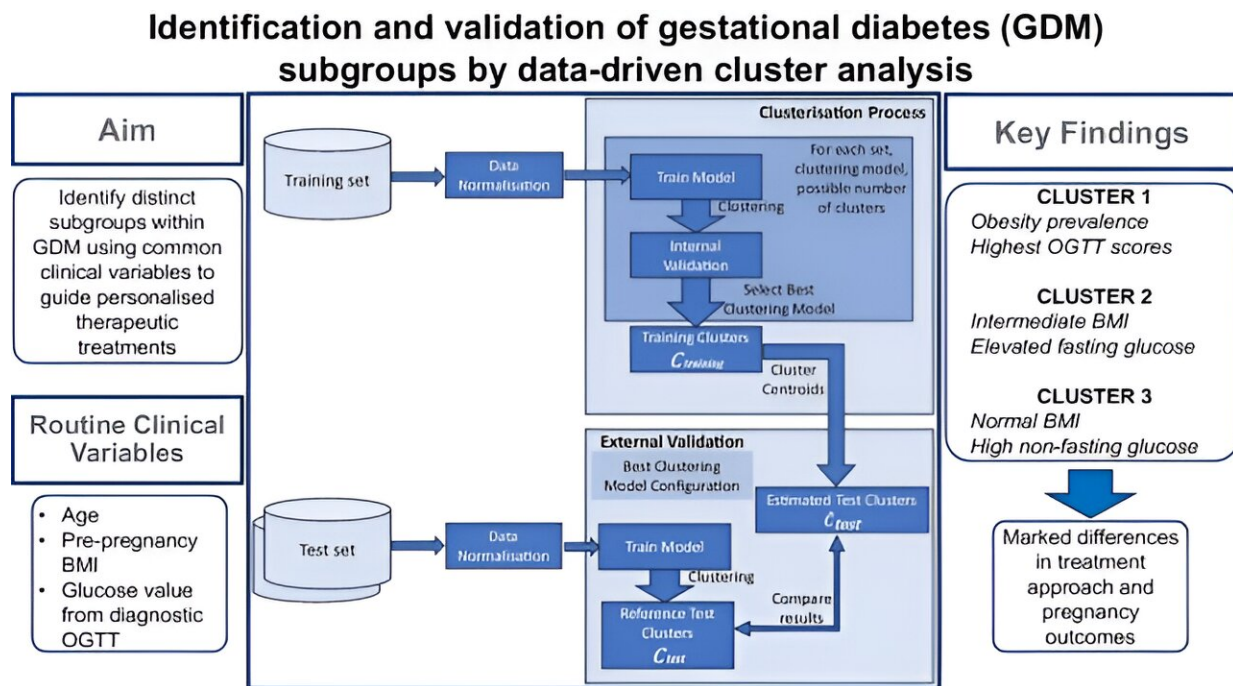 Identification and validation of gestational diabetes (GDM)
subgroups by data-driven cluster analysis
Aim
Identify distinct
subgroups within
GDM using common
clinical variables to
guide personalised
therapeutic
treatments
Routine Clinical
Variables
• Age
• Pre-pregnancy
BMI
• Glucose value
from diagnostic
OGTT
Clusterisation Process
Training set
Data
Normalisation
For each set,
clustering model,
possible number
of clusters
Train Model
Clustering
Internal
Validation
Select Best
Clustering Model
Training Clusters
C training
Cluster
Centroids
External Validation
Best Clustering
Model Configuration
Estimated Test Clusters
Ĉ test
Test set
Data
Normalisation
Train Model
Clustering
Reference Test
Clusters
C test
Compare
results
Key Findings
CLUSTER 1
Obesity prevalence
Highest OGTT scores
CLUSTER 2
Intermediate BMI
Elevated fasting glucose
CLUSTER 3
Normal BMI
High non-fasting glucose
Marked differences
in treatment
approach and
pregnancy
outcomes